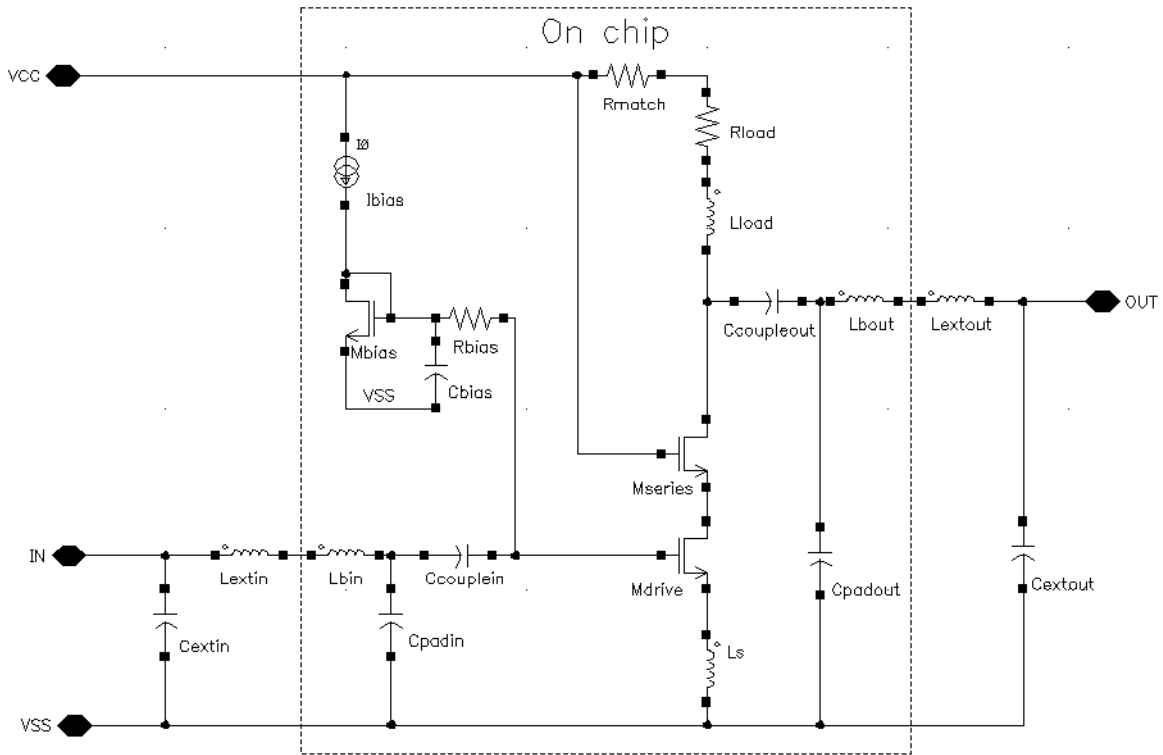 On chip
VCC
Rmatch
Rload
IØ
Ibias
Lload
OUT
Ccoupleout
Lbout
Lextout
Mbias
Rbias
VSS
Cbias
Mseries
IN
Lextin
Lbin
Ccouplein
Mdrive
Cpadout
Cextout
Cextin
Cpadin
Ls
VSS